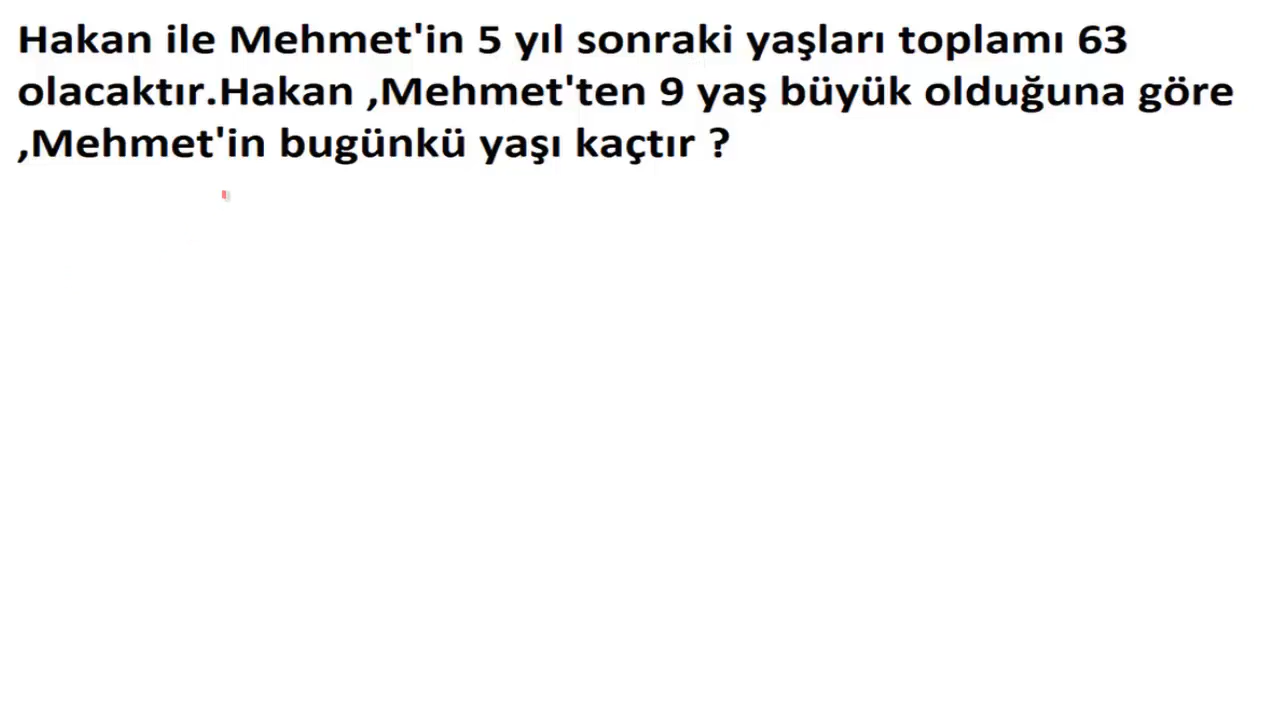 Hakan ile Mehmet'in 5 yıl sonraki yaşları toplamı 63
olacaktır.Hakan ,Mehmet'ten 9 yaş büyük olduğuna göre
,Mehmet'in bugünkü yaşı kaçtır ?